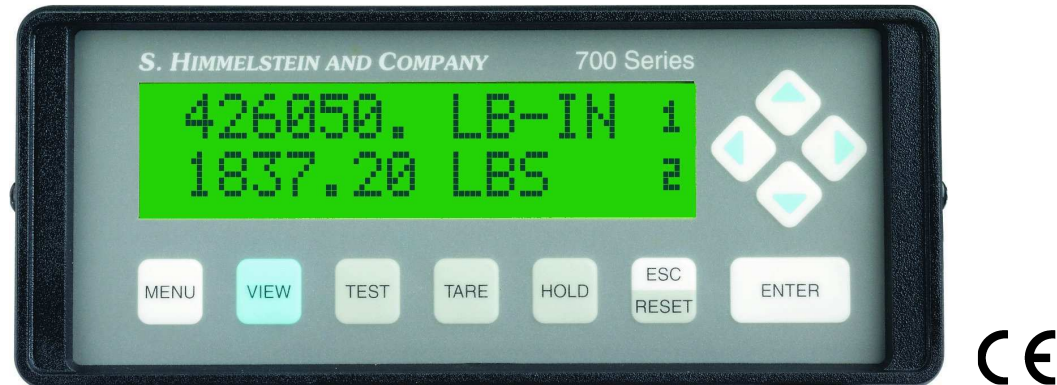 S. HIMMELSTEIN AND COMPANY 700 Series
426050. LB-IN 1
1837.20 LBS 2
MENU VIEW TEST TARE HOLD ESC RESET ENTER
CE